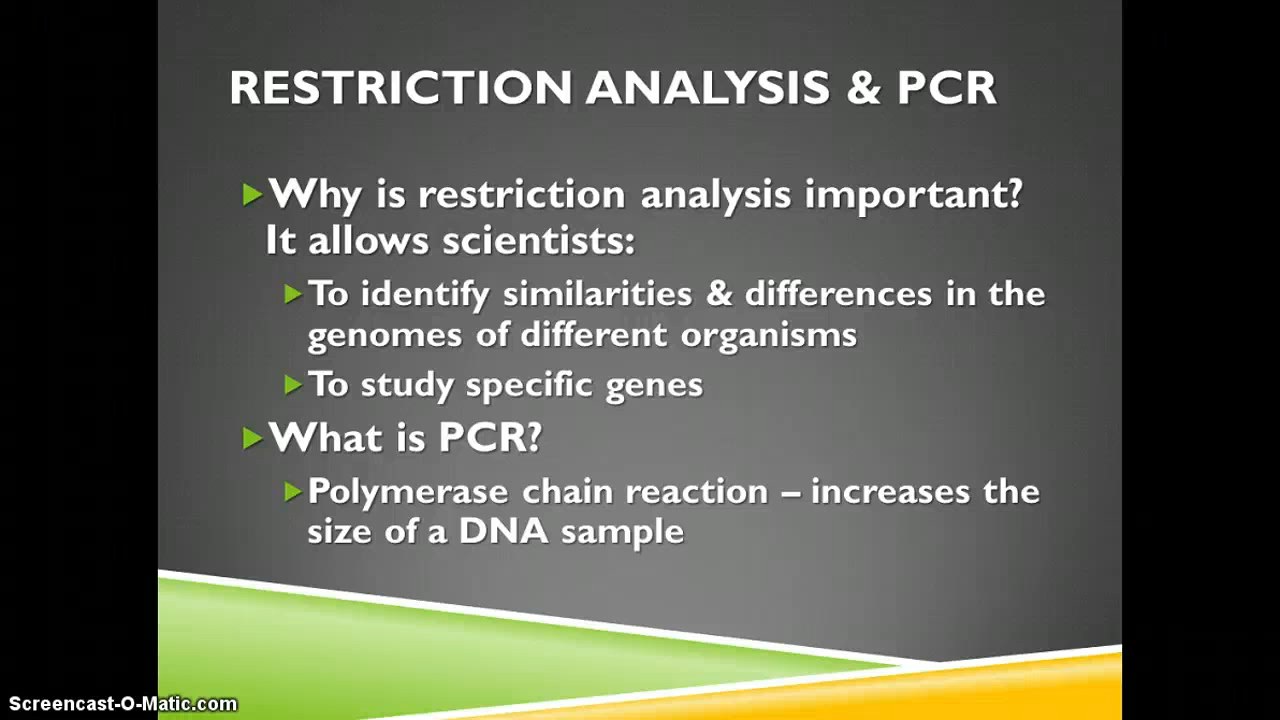 RESTRICTION ANALYSIS & PCR
Why is restriction analysis important?
It allows scientists:
To identify similarities & differences in the
genomes of different organisms
To study specific genes
What is PCR?
Polymerase chain reaction – increases the
size of a DNA sample
Screencast-O-Matic.com